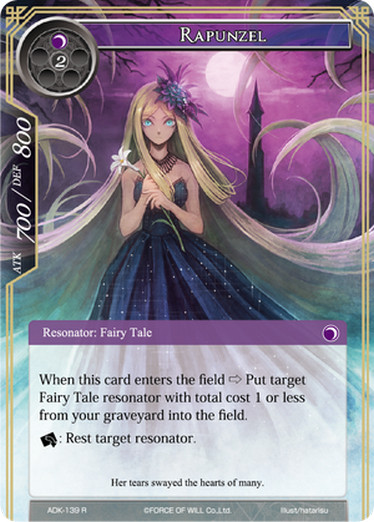 RAPUNZEL
2
ATK 700 / DEF 800
Resonator: Fairy Tale
When this card enters the field ⇨ Put target
Fairy Tale resonator with total cost 1 or less
from your graveyard into the field.
: Rest target resonator.
Her tears swayed the hearts of many.
ADK-139 R ©FORCE OF WILL Co.,Ltd. Illust/hatarisu